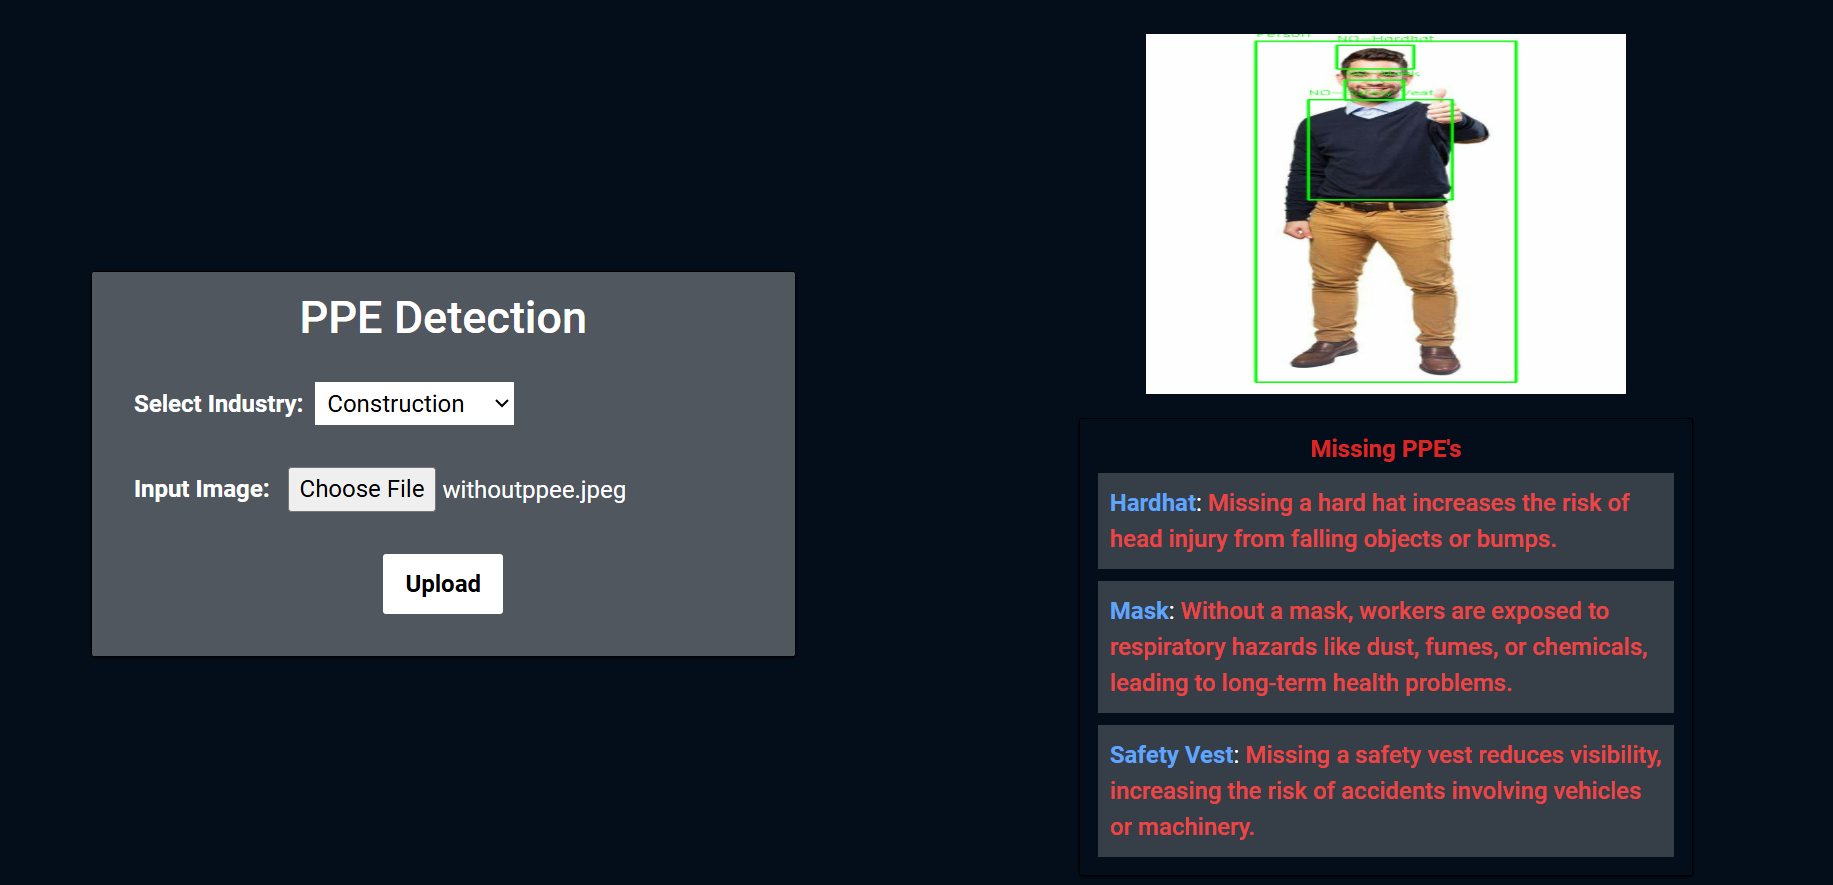 PPE Detection
Select Industry: Construction
Input Image: Choose File withoutppee.jpeg
Upload
Person
NO-Hardhat
NO- Vest
Missing PPE's
Hardhat: Missing a hard hat increases the risk of
head injury from falling objects or bumps.
Mask: Without a mask, workers are exposed to
respiratory hazards like dust, fumes, or chemicals,
leading to long-term health problems.
Safety Vest: Missing a safety vest reduces visibility,
increasing the risk of accidents involving vehicles
or machinery.